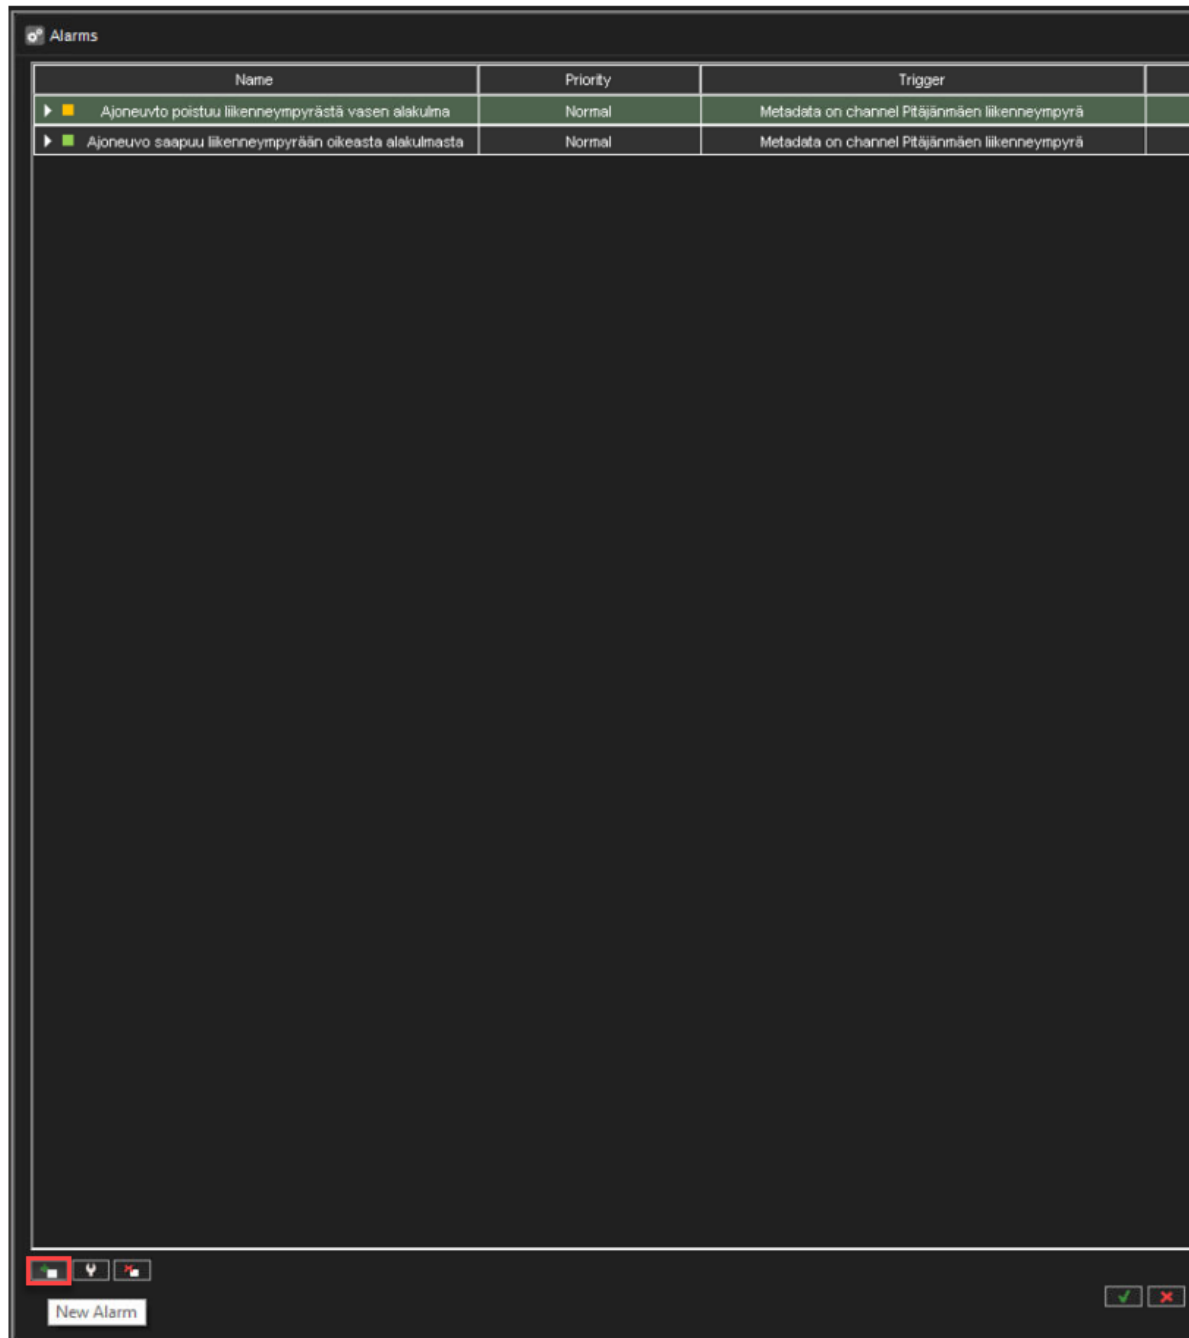 Alarms
Name Priority Trigger
Ajoneuvto poistuu liikenneympyrästä vasen alakulma Normal Metadata on channel Pitäjänmäen liikenneympyrä
Ajoneuvo saapuu liikenneympyrään oikeasta alakulmasta Normal Metadata on channel Pitäjänmäen liikenneympyrä
New Alarm